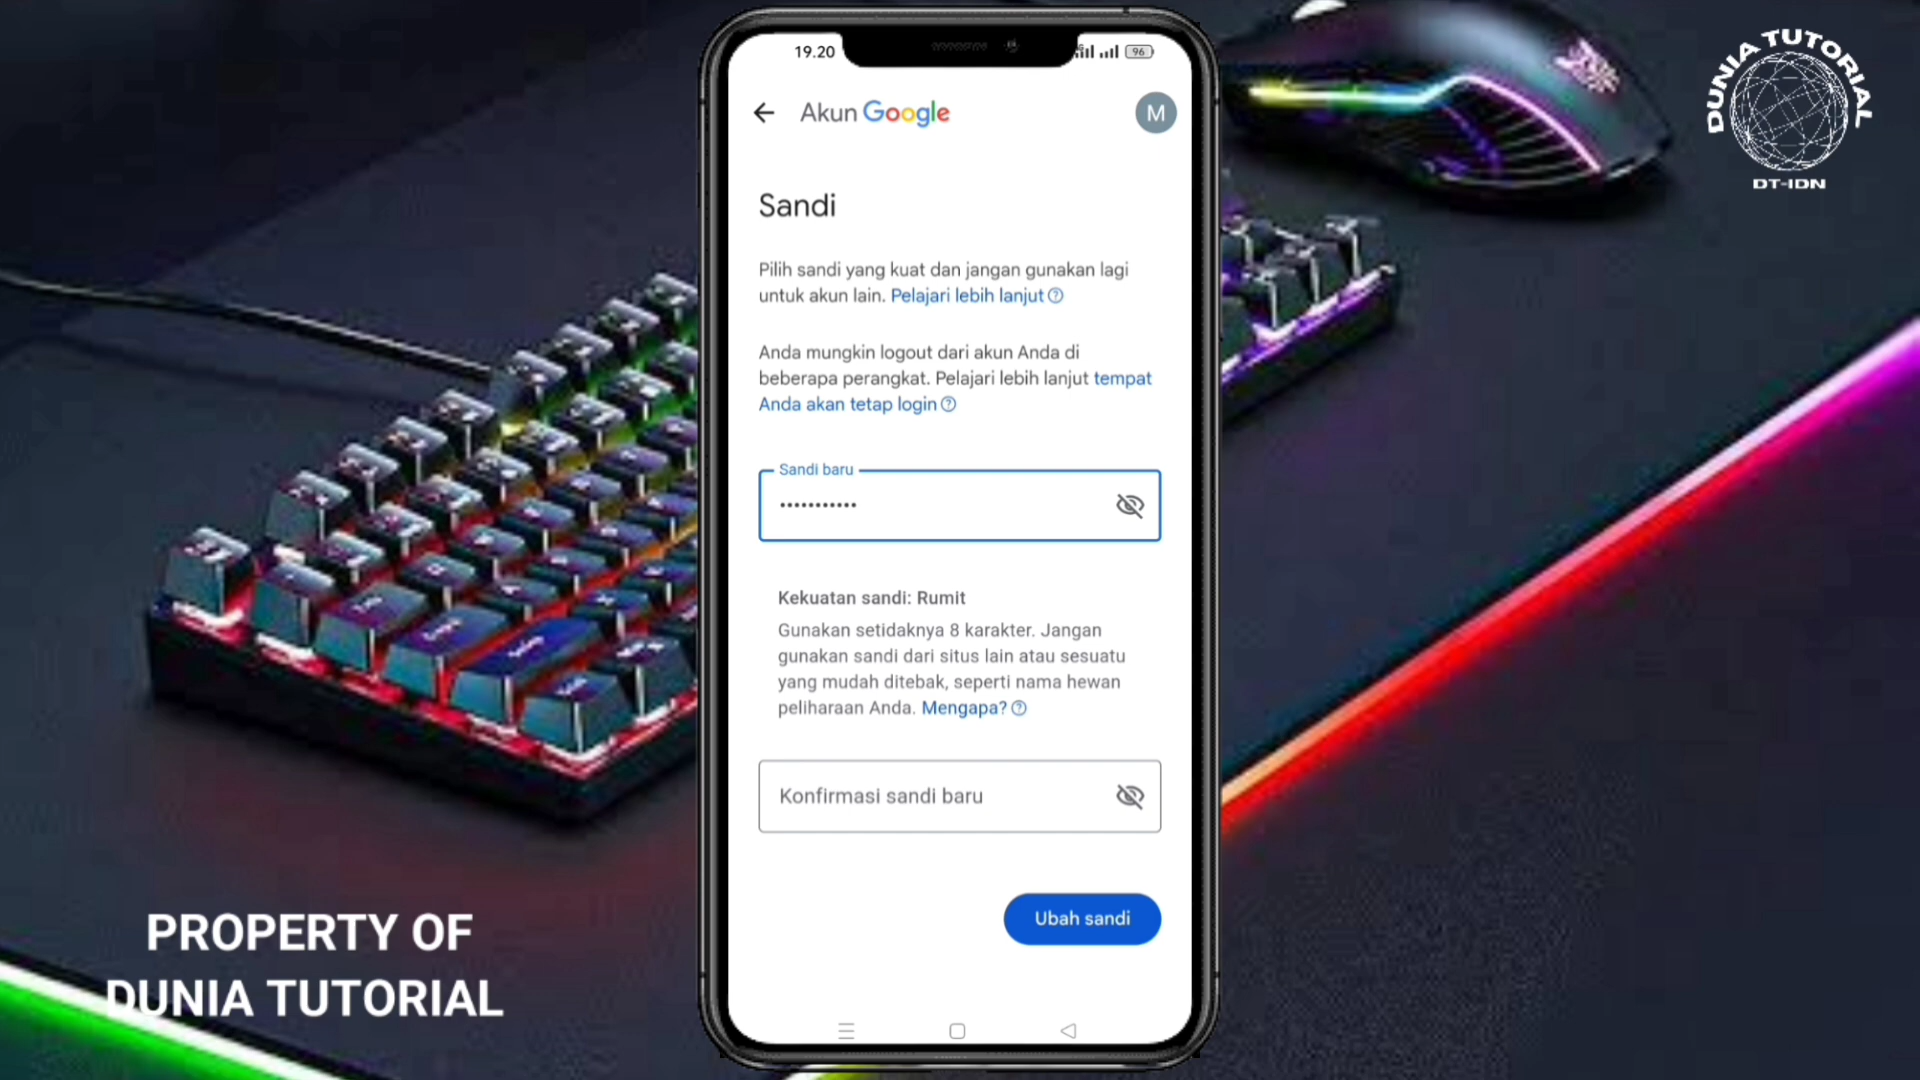 19.20
96
Akun Google
M
Sandi
Pilih sandi yang kuat dan jangan gunakan lagi
untuk akun lain. Pelajari lebih lanjut
Anda mungkin logout dari akun Anda di
beberapa perangkat. Pelajari lebih lanjut tempat
Anda akan tetap login
Sandi baru
•••••••••••
Kekuatan sandi: Rumit
Gunakan setidaknya 8 karakter. Jangan
gunakan sandi dari situs lain atau sesuatu
yang mudah ditebak, seperti nama hewan
peliharaan Anda. Mengapa?
Konfirmasi sandi baru
Ubah sandi
DUNIA TUTORIAL
DT-IDN
PROPERTY OF
DUNIA TUTORIAL